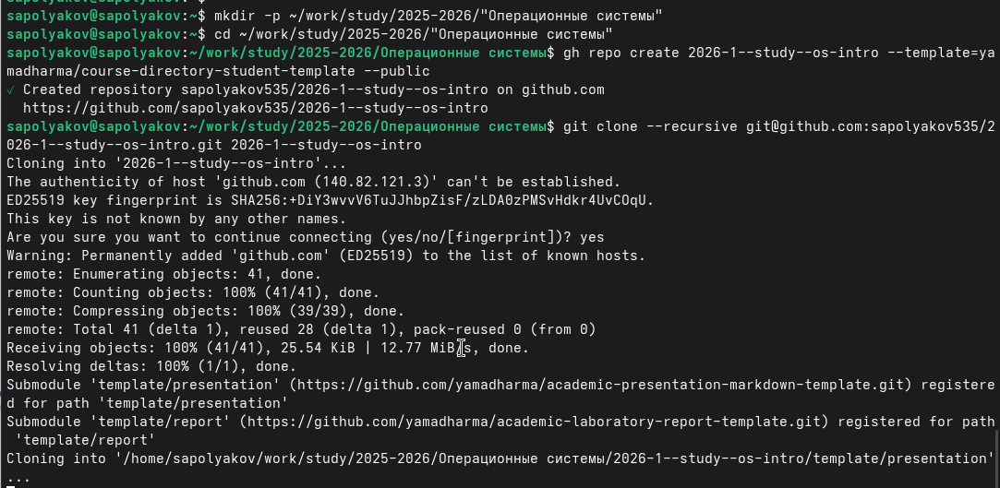 sapolyakov@sapolyakov:~$ mkdir -p ~/work/study/2025-2026/"Операционные системы"
sapolyakov@sapolyakov:~$ cd ~/work/study/2025-2026/"Операционные системы"
sapolyakov@sapolyakov:~/work/study/2025-2026/Операционные системы$ gh repo create 2026-1--study--os-intro --template=ya
madharma/course-directory-student-template --public
✓ Created repository sapolyakov535/2026-1--study--os-intro on github.com
  https://github.com/sapolyakov535/2026-1--study--os-intro
sapolyakov@sapolyakov:~/work/study/2025-2026/Операционные системы$ git clone --recursive git@github.com:sapolyakov535/2
026-1--study--os-intro.git 2026-1--study--os-intro
Cloning into '2026-1--study--os-intro'...
The authenticity of host 'github.com (140.82.121.3)' can't be established.
ED25519 key fingerprint is SHA256:+DiY3wvvV6TuJJhbpZisF/zLDA0zPMSvHdkr4UvCOqU.
This key is not known by any other names.
Are you sure you want to continue connecting (yes/no/[fingerprint])? yes
Warning: Permanently added 'github.com' (ED25519) to the list of known hosts.
remote: Enumerating objects: 41, done.
remote: Counting objects: 100% (41/41), done.
remote: Compressing objects: 100% (39/39), done.
remote: Total 41 (delta 1), reused 28 (delta 1), pack-reused 0 (from 0)
Receiving objects: 100% (41/41), 25.54 KiB | 12.77 MiB/s, done.
Resolving deltas: 100% (1/1), done.
Submodule 'template/presentation' (https://github.com/yamadharma/academic-presentation-markdown-template.git) registere
d for path 'template/presentation'
Submodule 'template/report' (https://github.com/yamadharma/academic-laboratory-report-template.git) registered for path
 'template/report'
Cloning into '/home/sapolyakov/work/study/2025-2026/Операционные системы/2026-1--study--os-intro/template/presentation'
...